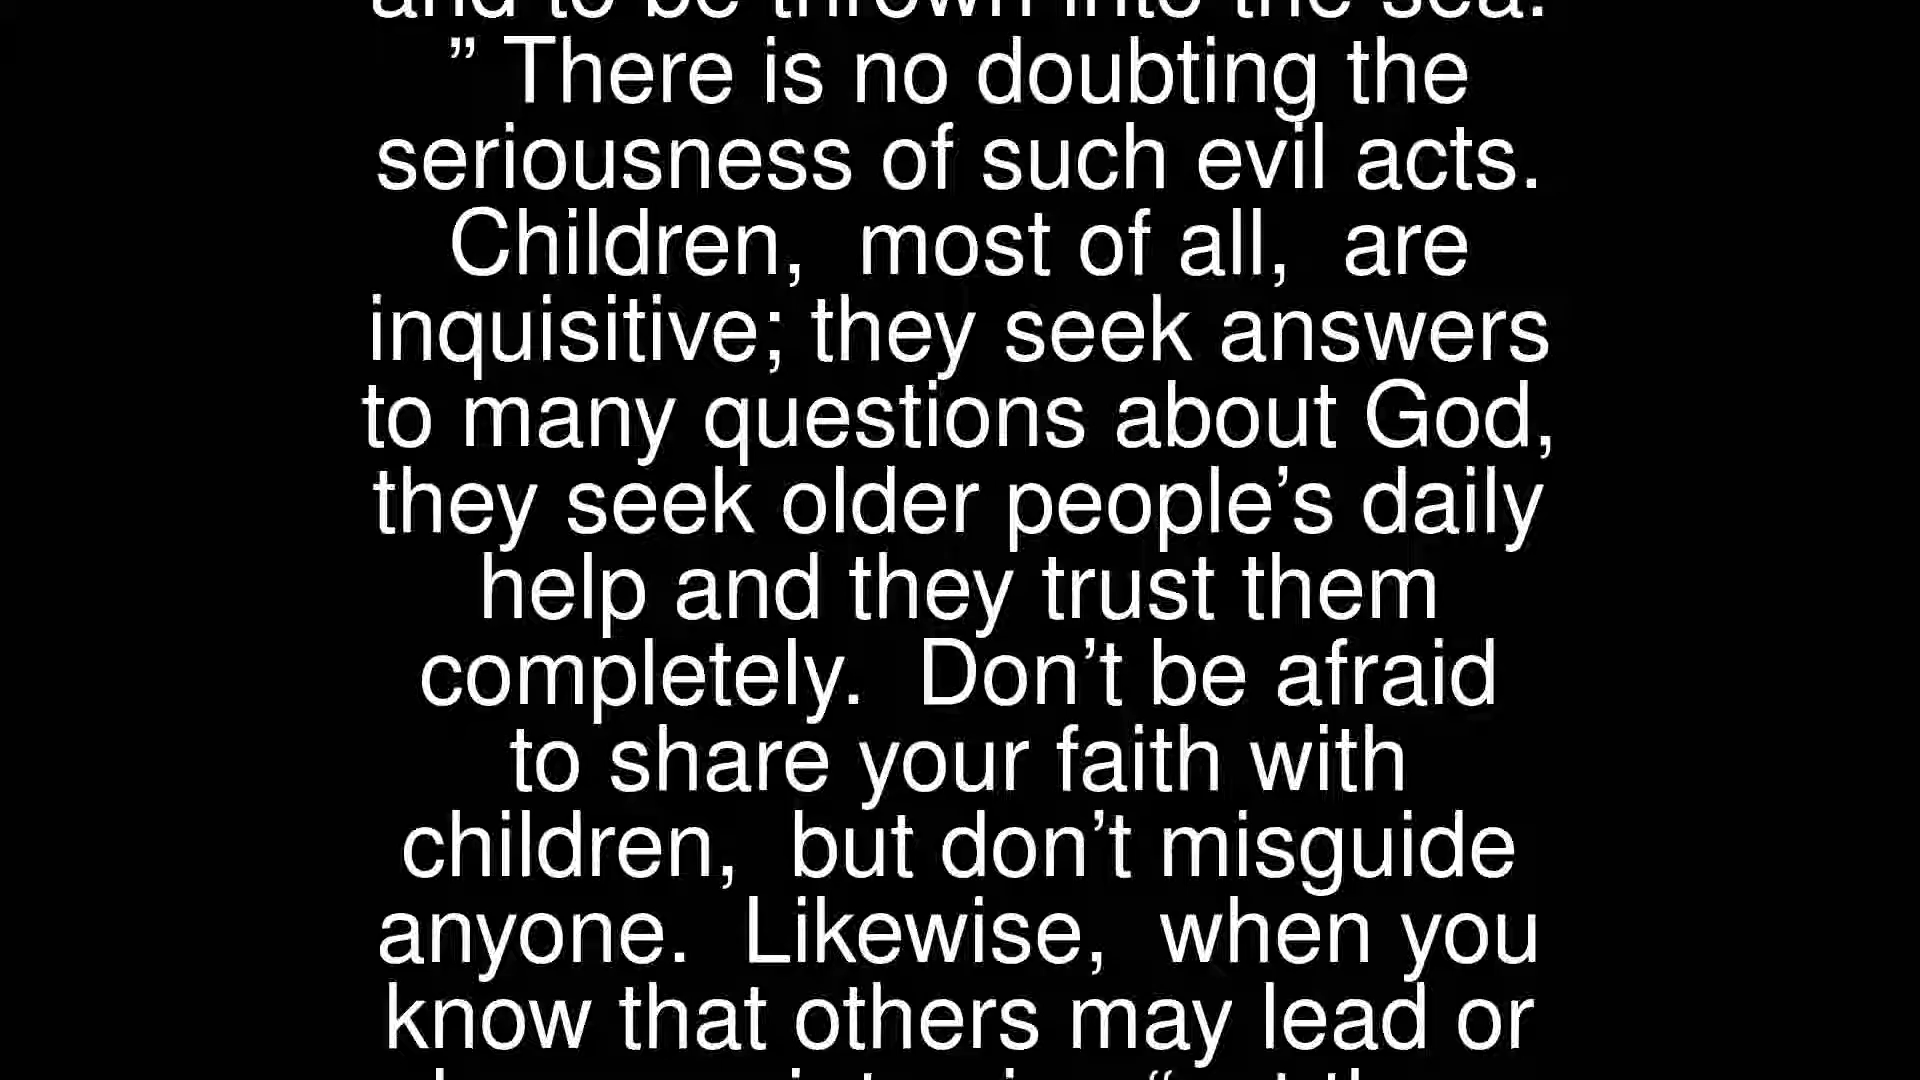 and to be thrown into the sea.
” There is no doubting the
seriousness of such evil acts.
Children,  most of all,  are
inquisitive; they seek answers
to many questions about God,
they seek older people’s daily
help and they trust them
completely.  Don’t be afraid
to share your faith with
children,  but don’t misguide
anyone.  Likewise,  when you
know that others may lead or